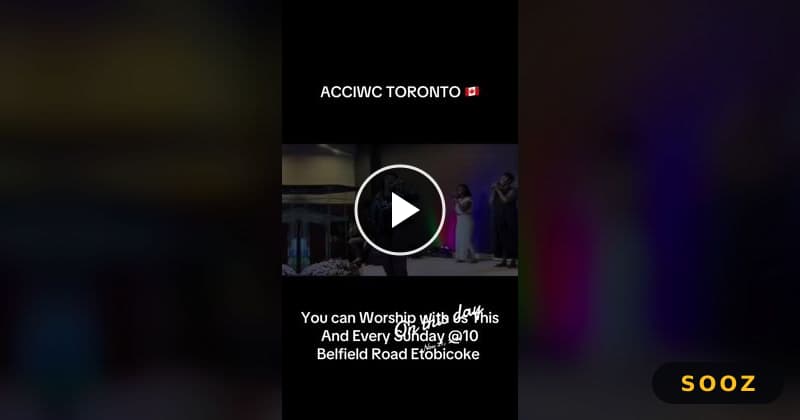 ACCIWC TORONTO 🇨🇦
You can Worship with us This
On this day
And Every Sunday @10
Belfield Road Etobicoke
SOOZ